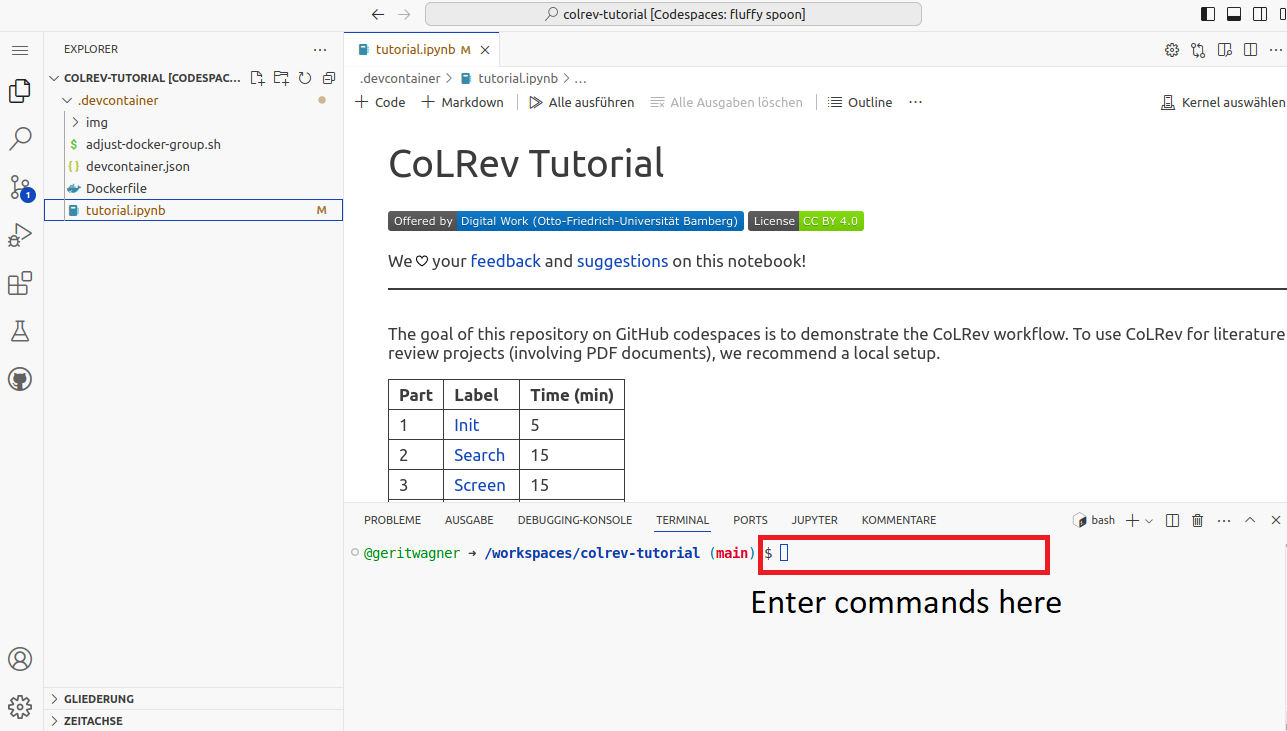 colrev-tutorial [Codespaces: fluffy spoon]
EXPLORER
COLREV-TUTORIAL [CODESPAC...
.devcontainer
img
$ adjust-docker-group.sh
{} devcontainer.json
Dockerfile
tutorial.ipynb M
1
GLIEDERUNG
ZEITACHSE
tutorial.ipynb M
.devcontainer > tutorial.ipynb > ...
+ Code + Markdown Alle ausführen Alle Ausgaben löschen Outline ... Kernel auswählen
CoLRev Tutorial
Offered by Digital Work (Otto-Friedrich-Universität Bamberg) License CC BY 4.0
We ♡ your feedback and suggestions on this notebook!
The goal of this repository on GitHub codespaces is to demonstrate the CoLRev workflow. To use CoLRev for literature
review projects (involving PDF documents), we recommend a local setup.
Part Label Time (min)
1 Init 5
2 Search 15
3 Screen 15
PROBLEME AUSGABE DEBUGGING-KONSOLE TERMINAL PORTS JUPYTER KOMMENTARE bash
@geritwagner ➜ /workspaces/colrev-tutorial (main) $
Enter commands here